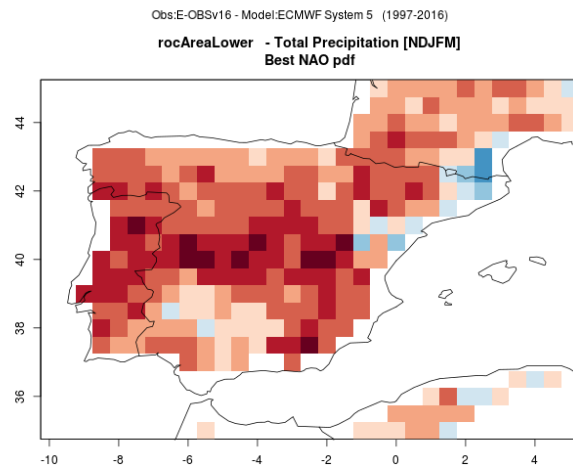 Obs:E-OBSv16 - Model:ECMWF System 5 (1997-2016)
rocAreaLower - Total Precipitation [NDJFM]
Best NAO pdf
44
42
40
38
36
-10 -8 -6 -4 -2 0 2 4